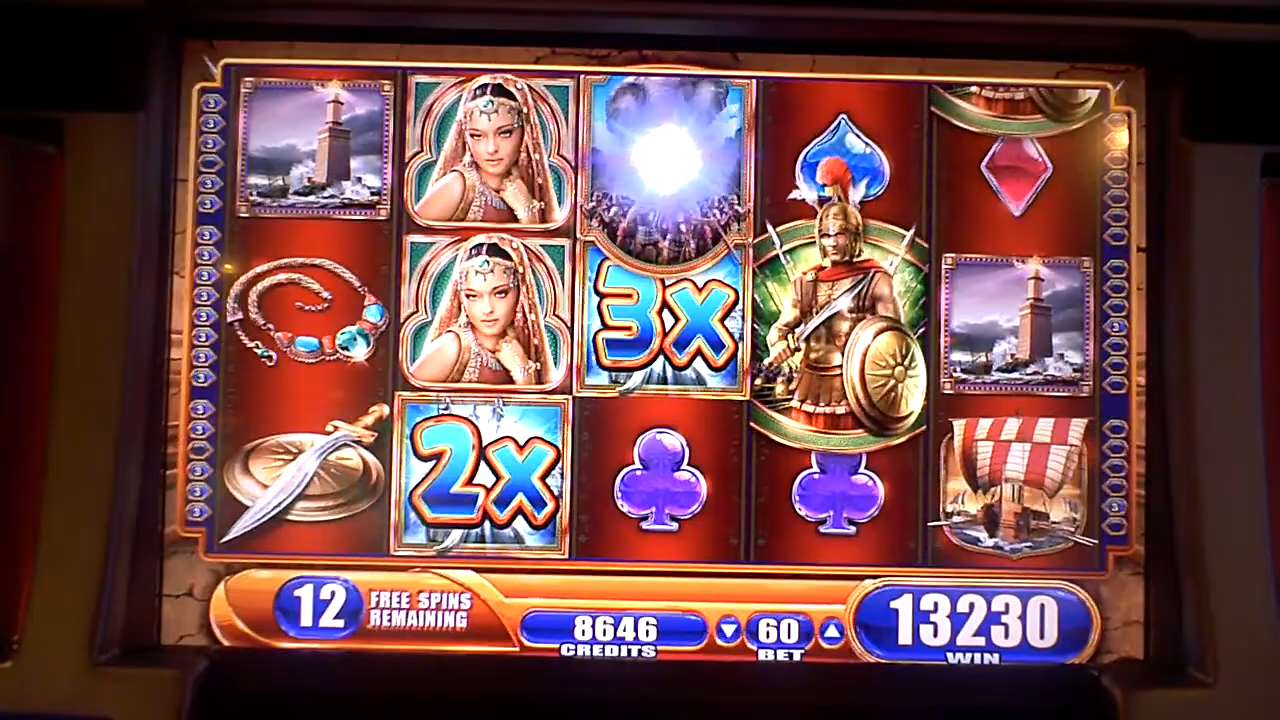 3x
2x
12 FREE SPINS
REMAINING
8646
CREDITS
60
BET
13230
WIN